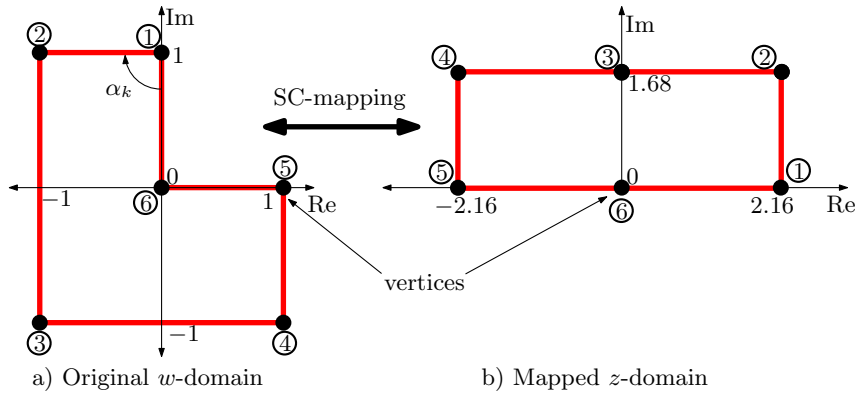 ② ① Im
1
α_k
0 ⑤
−1 ⑥ 1 Re
③ −1 ④
a) Original w-domain
SC-mapping
vertices
Im
④ ③ ②
1.68
⑤ 0 ①
−2.16 ⑥ 2.16 Re
b) Mapped z-domain